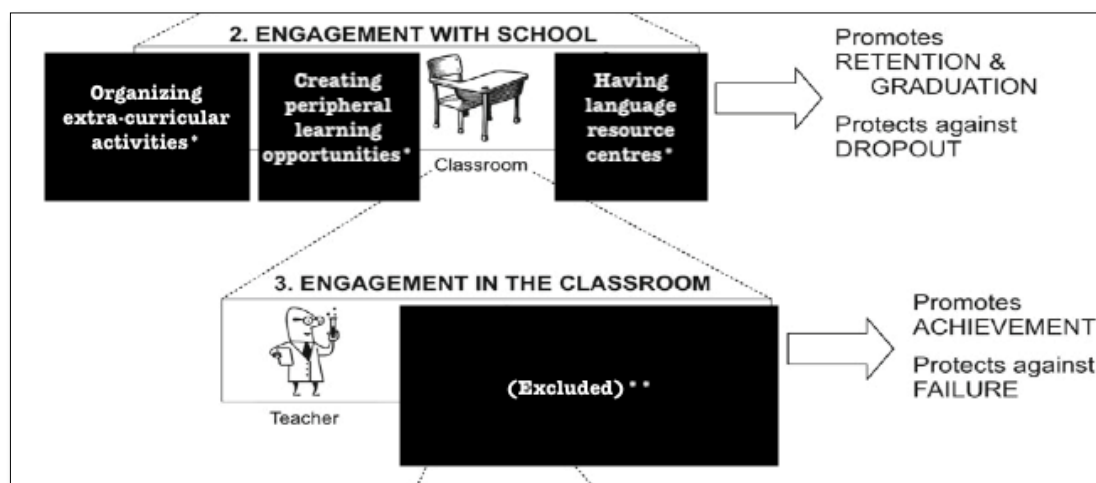 2. ENGAGEMENT WITH SCHOOL
Organizing
extra-curricular
activities*
Creating
peripheral
learning
opportunities*
Classroom
Having
language
resource
centres*
Promotes
RETENTION &
GRADUATION
Protects against
DROPOUT
3. ENGAGEMENT IN THE CLASSROOM
Teacher
(Excluded)**
Promotes
ACHIEVEMENT
Protects against
FAILURE